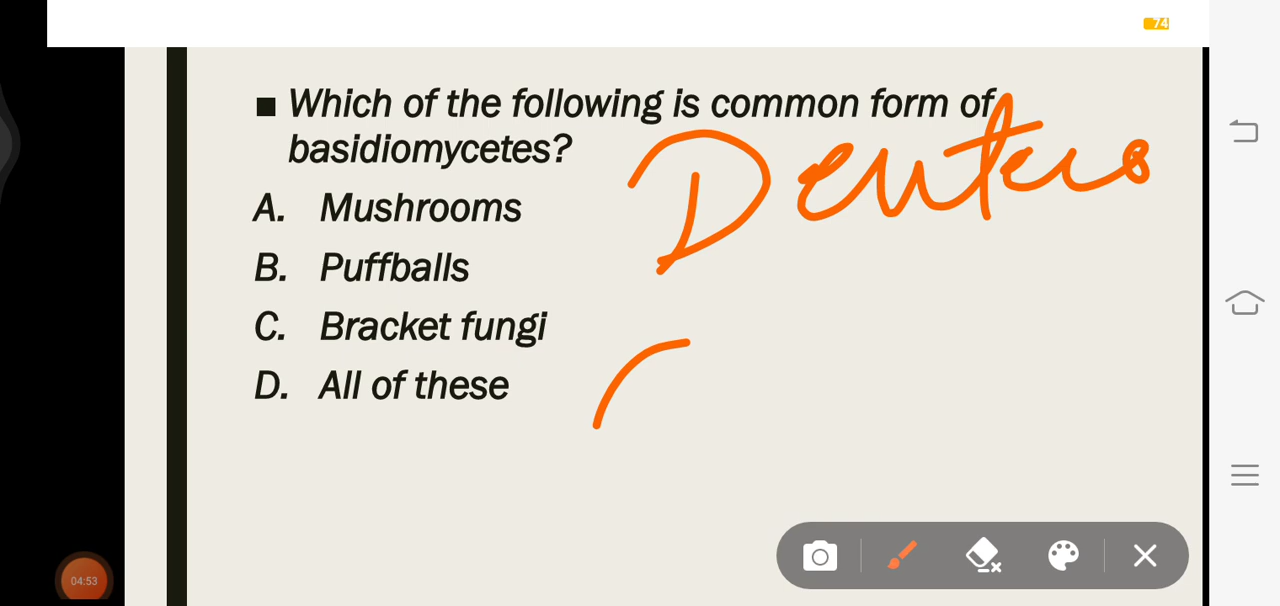 74
■ Which of the following is common form of
basidiomycetes?
A. Mushrooms
B. Puffballs
C. Bracket fungi
D. All of these
04:53